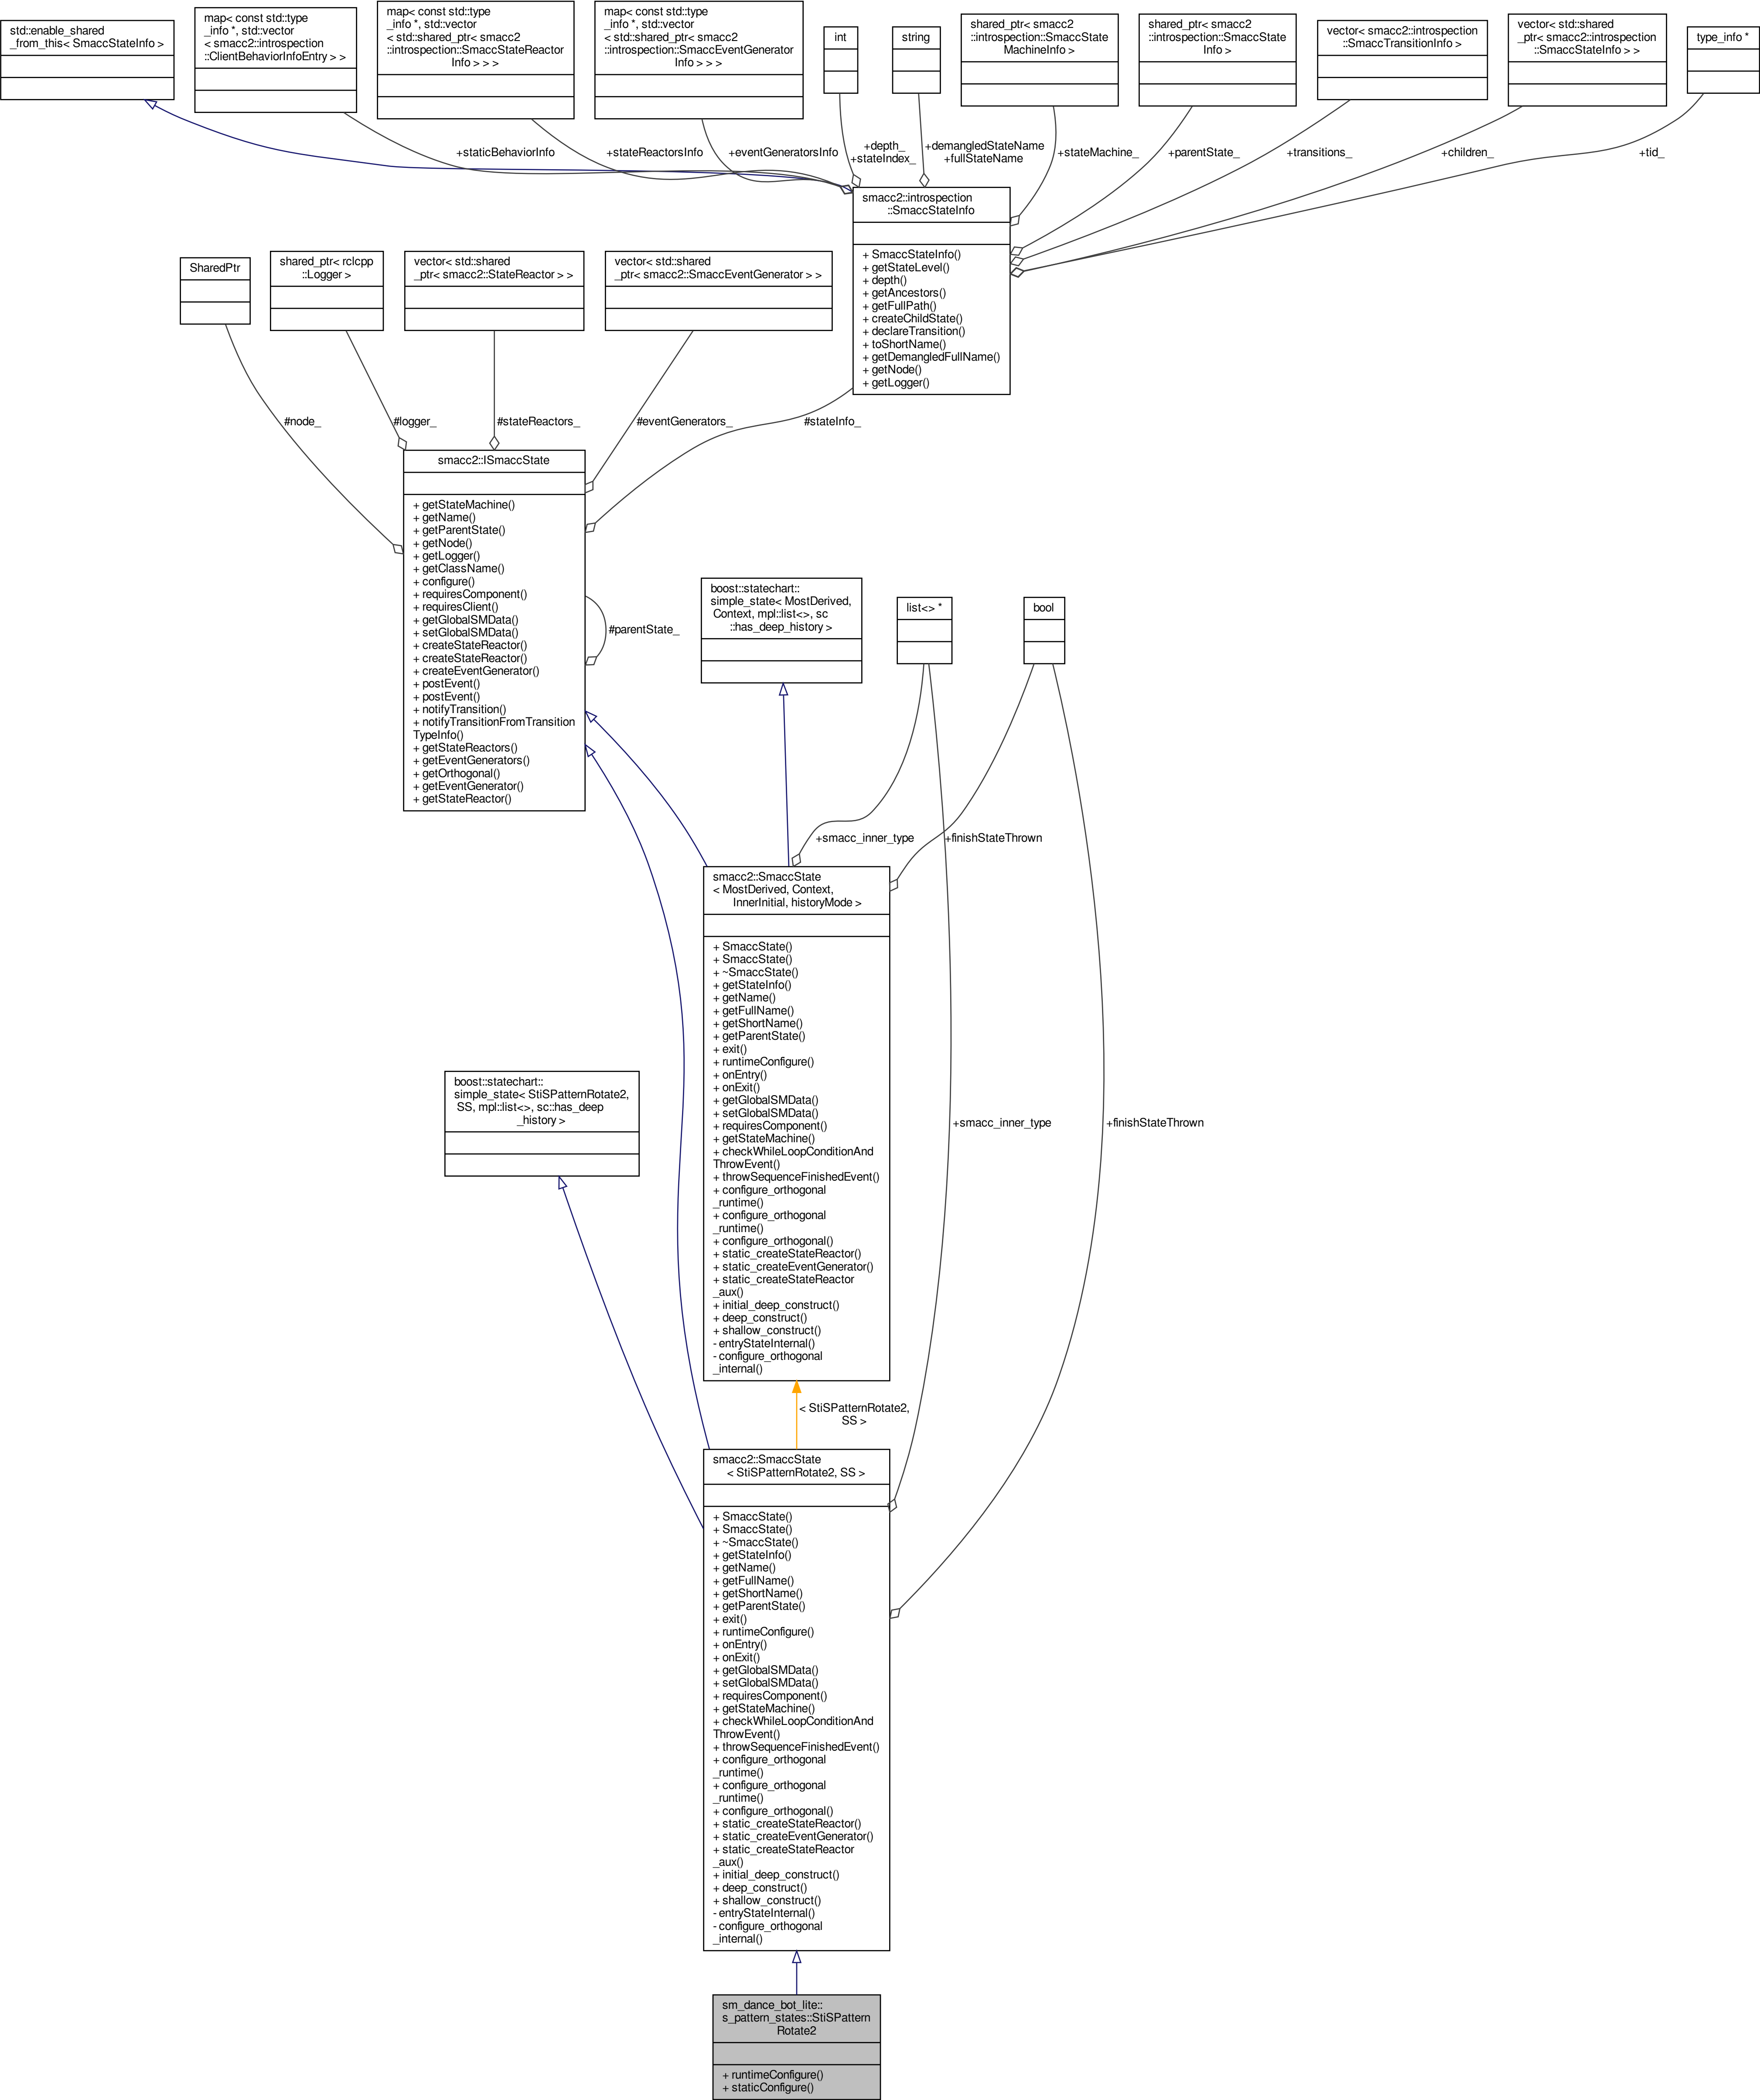 std::enable_shared
_from_this< SmaccStateInfo >
map< const std::type
_info *, std::vector
< smacc2::introspection
::ClientBehaviorInfoEntry > >
map< const std::type
_info *, std::vector
< std::shared_ptr< smacc2
::introspection::SmaccStateReactor
Info > > >
map< const std::type
_info *, std::vector
< std::shared_ptr< smacc2
::introspection::SmaccEventGenerator
Info > > >
int
string
shared_ptr< smacc2
::introspection::SmaccState
MachineInfo >
shared_ptr< smacc2
::introspection::SmaccState
Info >
vector< smacc2::introspection
::SmaccTransitionInfo >
vector< std::shared
_ptr< smacc2::introspection
::SmaccStateInfo > >
type_info *
+staticBehaviorInfo
+stateReactorsInfo
+eventGeneratorsInfo
+depth_
+stateIndex_
+demangledStateName
+fullStateName
+stateMachine_
+parentState_
+transitions_
+children_
+tid_
smacc2::introspection
::SmaccStateInfo
+ SmaccStateInfo()
+ getStateLevel()
+ depth()
+ getAncestors()
+ getFullPath()
+ createChildState()
+ declareTransition()
+ toShortName()
+ getDemangledFullName()
+ getNode()
+ getLogger()
SharedPtr
shared_ptr< rclcpp
::Logger >
vector< std::shared
_ptr< smacc2::StateReactor > >
vector< std::shared
_ptr< smacc2::SmaccEventGenerator > >
#node_
#logger_
#stateReactors_
#eventGenerators_
#stateInfo_
smacc2::ISmaccState
+ getStateMachine()
+ getName()
+ getParentState()
+ getNode()
+ getLogger()
+ getClassName()
+ configure()
+ requiresComponent()
+ requiresClient()
+ getGlobalSMData()
+ setGlobalSMData()
+ createStateReactor()
+ createStateReactor()
+ createEventGenerator()
+ postEvent()
+ postEvent()
+ notifyTransition()
+ notifyTransitionFromTransition
TypeInfo()
+ getStateReactors()
+ getEventGenerators()
+ getOrthogonal()
+ getEventGenerator()
+ getStateReactor()
#parentState_
boost::statechart::
simple_state< MostDerived,
Context, mpl::list<>, sc
::has_deep_history >
list<> *
bool
+smacc_inner_type
+finishStateThrown
smacc2::SmaccState
< MostDerived, Context,
InnerInitial, historyMode >
+ SmaccState()
+ SmaccState()
+ ~SmaccState()
+ getStateInfo()
+ getName()
+ getFullName()
+ getShortName()
+ getParentState()
+ exit()
+ runtimeConfigure()
+ onEntry()
+ onExit()
+ getGlobalSMData()
+ setGlobalSMData()
+ requiresComponent()
+ getStateMachine()
+ checkWhileLoopConditionAnd
ThrowEvent()
+ throwSequenceFinishedEvent()
+ configure_orthogonal
_runtime()
+ configure_orthogonal
_runtime()
+ configure_orthogonal()
+ static_createStateReactor()
+ static_createEventGenerator()
+ static_createStateReactor
_aux()
+ initial_deep_construct()
+ deep_construct()
+ shallow_construct()
- entryStateInternal()
- configure_orthogonal
_internal()
boost::statechart::
simple_state< StiSPatternRotate2,
SS, mpl::list<>, sc::has_deep
_history >
+smacc_inner_type
+finishStateThrown
< StiSPatternRotate2,
SS >
smacc2::SmaccState
< StiSPatternRotate2, SS >
+ SmaccState()
+ SmaccState()
+ ~SmaccState()
+ getStateInfo()
+ getName()
+ getFullName()
+ getShortName()
+ getParentState()
+ exit()
+ runtimeConfigure()
+ onEntry()
+ onExit()
+ getGlobalSMData()
+ setGlobalSMData()
+ requiresComponent()
+ getStateMachine()
+ checkWhileLoopConditionAnd
ThrowEvent()
+ throwSequenceFinishedEvent()
+ configure_orthogonal
_runtime()
+ configure_orthogonal
_runtime()
+ configure_orthogonal()
+ static_createStateReactor()
+ static_createEventGenerator()
+ static_createStateReactor
_aux()
+ initial_deep_construct()
+ deep_construct()
+ shallow_construct()
- entryStateInternal()
- configure_orthogonal
_internal()
sm_dance_bot_lite::
s_pattern_states::StiSPattern
Rotate2
+ runtimeConfigure()
+ staticConfigure()